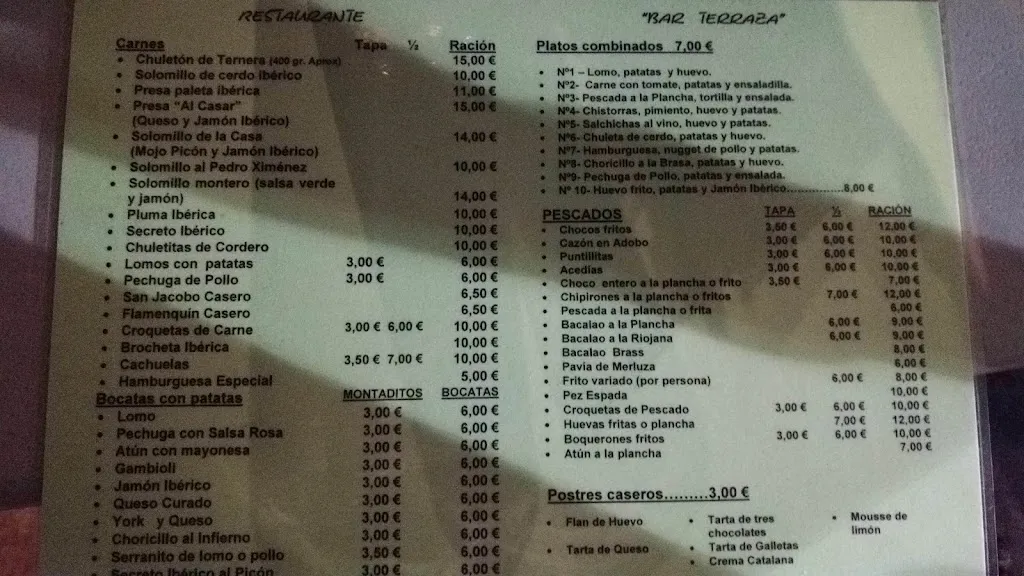 RESTAURANTE "BAR TERRAZA"
Carnes Tapa ½ Ración
• Chuletón de Ternera (400 gr. Aprox) 15,00 €
• Solomillo de cerdo Ibérico 10,00 €
• Presa paleta ibérica 11,00 €
• Presa "Al Casar" 15,00 €
(Queso y Jamón Ibérico)
• Solomillo de la Casa 14,00 €
(Mojo Picón y Jamón Ibérico)
• Solomillo al Pedro Ximénez 10,00 €
• Solomillo montero (salsa verde
y jamón) 14,00 €
• Pluma Ibérica 10,00 €
• Secreto Ibérico 10,00 €
• Chuletitas de Cordero 10,00 €
• Lomos con patatas 3,00 € 6,00 €
• Pechuga de Pollo 3,00 € 6,00 €
• San Jacobo Casero 6,50 €
• Flamenquín Casero 6,50 €
• Croquetas de Carne 3,00 € 6,00 € 10,00 €
• Brocheta Ibérica 10,00 €
• Cachuelas 3,50 € 7,00 € 10,00 €
• Hamburguesa Especial 5,00 €
Bocatas con patatas MONTADITOS BOCATAS
• Lomo 3,00 € 6,00 €
• Pechuga con Salsa Rosa 3,00 € 6,00 €
• Atún con mayonesa 3,00 € 6,00 €
• Gambioli 3,00 € 6,00 €
• Jamón Ibérico 3,00 € 6,00 €
• Queso Curado 3,00 € 6,00 €
• York y Queso 3,00 € 6,00 €
• Choricillo al Infierno 3,00 € 6,00 €
• Serranito de lomo o pollo 3,50 € 6,00 €
• Secreto Ibérico al Picón 3,00 € 6,00 €
Platos combinados 7,00 €
• Nº1 – Lomo, patatas y huevo.
• Nº2- Carne con tomate, patatas y ensaladilla.
• Nº3- Pescada a la Plancha, tortilla y ensalada.
• Nº4- Chistorras, pimiento, huevo y patatas.
• Nº5- Salchichas al vino, huevo y patatas.
• Nº6- Chuleta de cerdo, patatas y huevo.
• Nº7- Hamburguesa, nugget de pollo y patatas.
• Nº8- Choricillo a la Brasa, patatas y huevo.
• Nº9- Pechuga de Pollo, patatas y ensalada.
• Nº 10- Huevo frito, patatas y Jamón Ibérico...............8,00 €
PESCADOS TAPA ½ RACIÓN
• Chocos fritos 3,50 € 6,00 € 12,00 €
• Cazón en Adobo 3,00 € 6,00 € 10,00 €
• Puntillitas 3,00 € 6,00 € 10,00 €
• Acedías 3,00 € 6,00 € 10,00 €
• Choco entero a la plancha o frito 3,50 € 7,00 €
• Chipirones a la plancha o fritos 7,00 € 12,00 €
• Pescada a la plancha o frita 6,00 €
• Bacalao a la Plancha 6,00 € 9,00 €
• Bacalao a la Riojana 6,00 € 9,00 €
• Bacalao Brass 8,00 €
• Pavia de Merluza 6,00 €
• Frito variado (por persona) 6,00 € 8,00 €
• Pez Espada 10,00 €
• Croquetas de Pescado 3,00 € 6,00 € 10,00 €
• Huevas fritas o plancha 7,00 € 12,00 €
• Boquerones fritos 3,00 € 6,00 € 10,00 €
• Atún a la plancha 7,00 €
Postres caseros.........3,00 €
• Flan de Huevo
• Tarta de Queso
• Tarta de tres
chocolates
• Tarta de Galletas
Crema Catalana
• Mousse de
limón